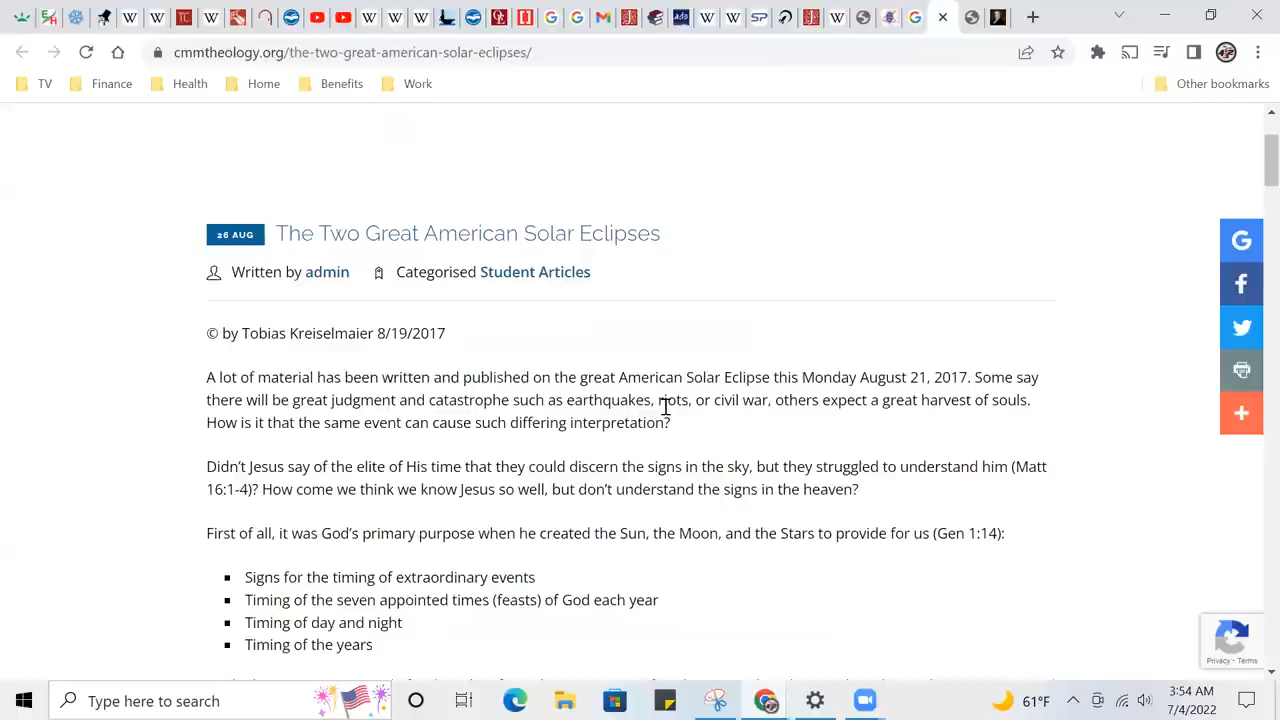 cmmtheology.org/the-two-great-american-solar-eclipses/
TV Finance Health Home Benefits Work Other bookmarks
26 AUG The Two Great American Solar Eclipses
Written by admin Categorised Student Articles
© by Tobias Kreiselmaier 8/19/2017
A lot of material has been written and published on the great American Solar Eclipse this Monday August 21, 2017. Some say
there will be great judgment and catastrophe such as earthquakes, riots, or civil war, others expect a great harvest of souls.
How is it that the same event can cause such differing interpretation?
Didn't Jesus say of the elite of His time that they could discern the signs in the sky, but they struggled to understand him (Matt
16:1-4)? How come we think we know Jesus so well, but don't understand the signs in the heaven?
First of all, it was God's primary purpose when he created the Sun, the Moon, and the Stars to provide for us (Gen 1:14):
Signs for the timing of extraordinary events
Timing of the seven appointed times (feasts) of God each year
Timing of day and night
Timing of the years
Privacy - Terms
Type here to search
61°F
3:54 AM
7/4/2022